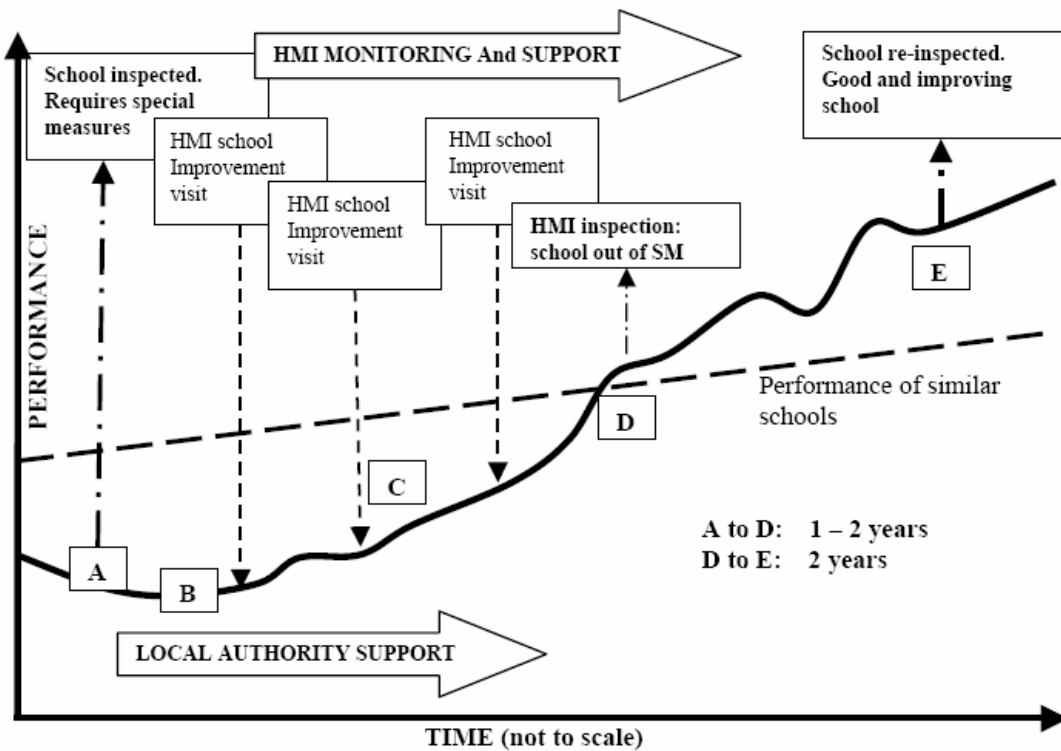 HMI MONITORING And SUPPORT
School inspected.
Requires special
measures
School re-inspected.
Good and improving
school
HMI school
Improvement
visit
HMI school
Improvement
visit
HMI school
Improvement
visit
HMI inspection:
school out of SM
PERFORMANCE
E
Performance of similar
schools
D
C
A
B
A to D: 1 – 2 years
D to E: 2 years
LOCAL AUTHORITY SUPPORT
TIME (not to scale)